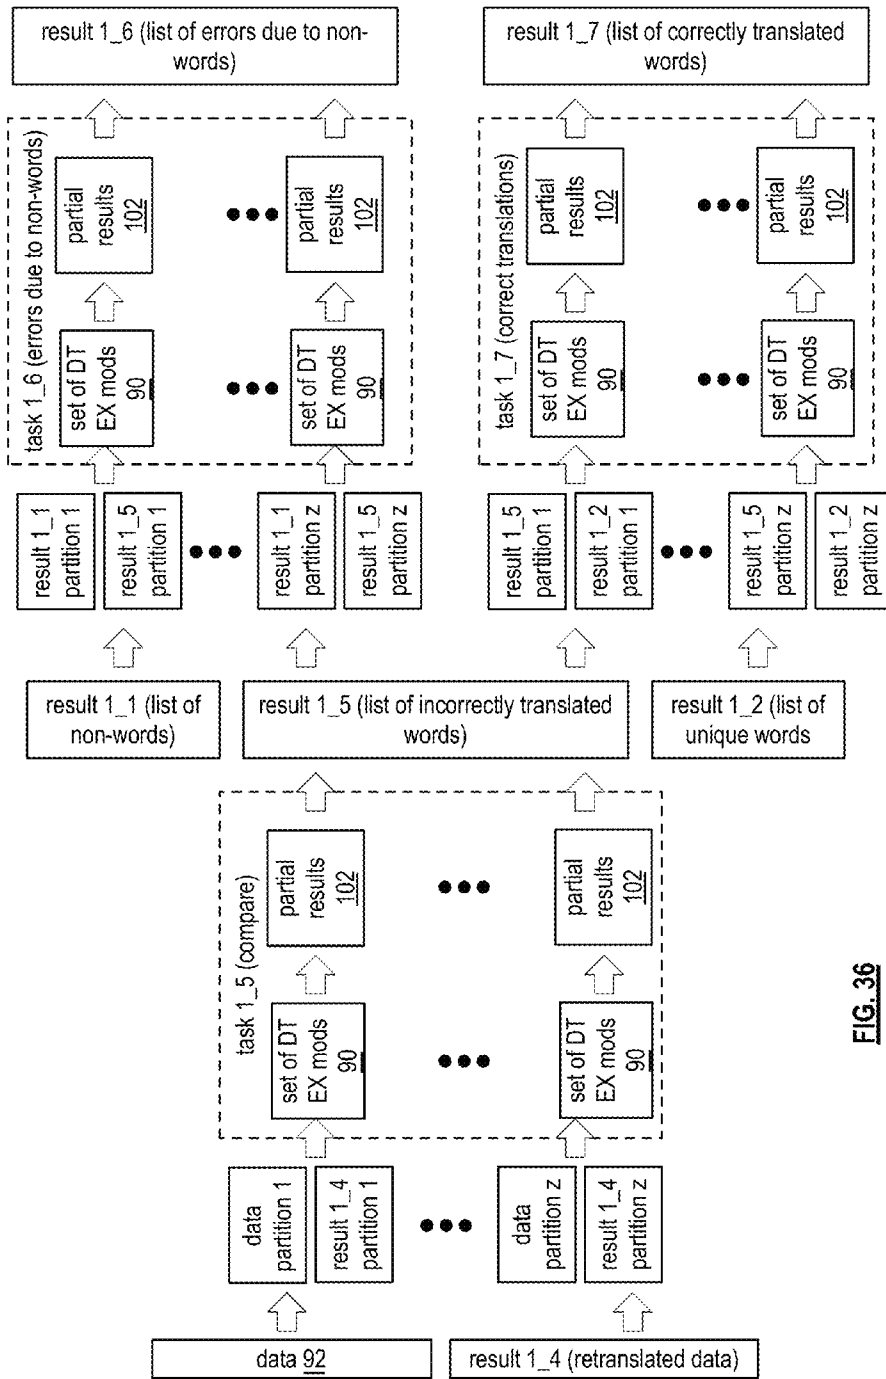 data 92
result 1_4 (retranslated data)
data
partition 1
result 1_4
partition 1
data
partition z
result 1_4
partition z
task 1_5 (compare)
set of DT
EX mods
90
partial
results
102
set of DT
EX mods
90
partial
results
102
result 1_1 (list of
non-words)
result 1_5 (list of incorrectly translated
words)
result 1_2 (list of
unique words
result 1_1
partition 1
result 1_5
partition 1
result 1_1
partition z
result 1_5
partition z
task 1_6 (errors due to non-words)
set of DT
EX mods
90
partial
results
102
set of DT
EX mods
90
partial
results
102
result 1_6 (list of errors due to non-
words)
result 1_5
partition 1
result 1_2
partition 1
result 1_5
partition z
result 1_2
partition z
task 1_7 (correct translations)
set of DT
EX mods
90
partial
results
102
set of DT
EX mods
90
partial
results
102
result 1_7 (list of correctly translated
words)
FIG. 36